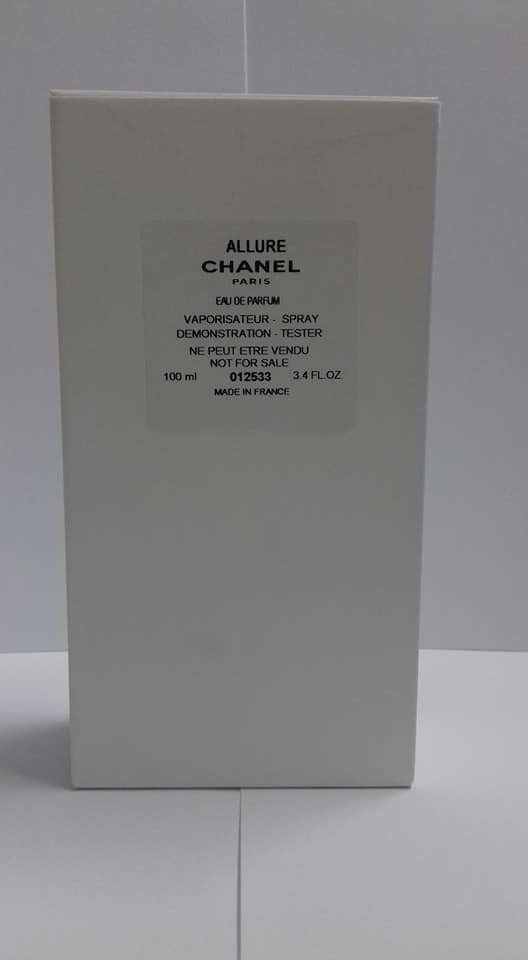 ALLURE
CHANEL
PARIS
EAU DE PARFUM
VAPORISATEUR - SPRAY
DEMONSTRATION - TESTER
NE PEUT ETRE VENDU
NOT FOR SALE
100 ml 012533 3.4 FL.OZ.
MADE IN FRANCE